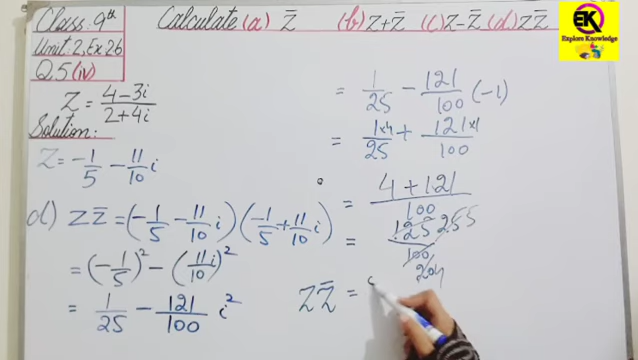 Class: 9th
Unit: 2, Ex 2.6
Q.5 (iv)
Calculate (a) z̄ (b) z+z̄ (c) z-z̄ (d) zz̄
EK
Explore Knowledge
Z = 4-3i / 2+4i
Solution:
Z = -1/5 - 11/10 i
d) ZZ̄ = (-1/5 - 11/10 i)(-1/5 + 11/10 i)
= (-1/5)² - (11/10 i)²
= 1/25 - 121/100 i²
= 1/25 - 121/100 (-1)
= 1×4/25 + 121×1/100
= 4 + 121 / 100
= 125 / 100
ZZ̄ =